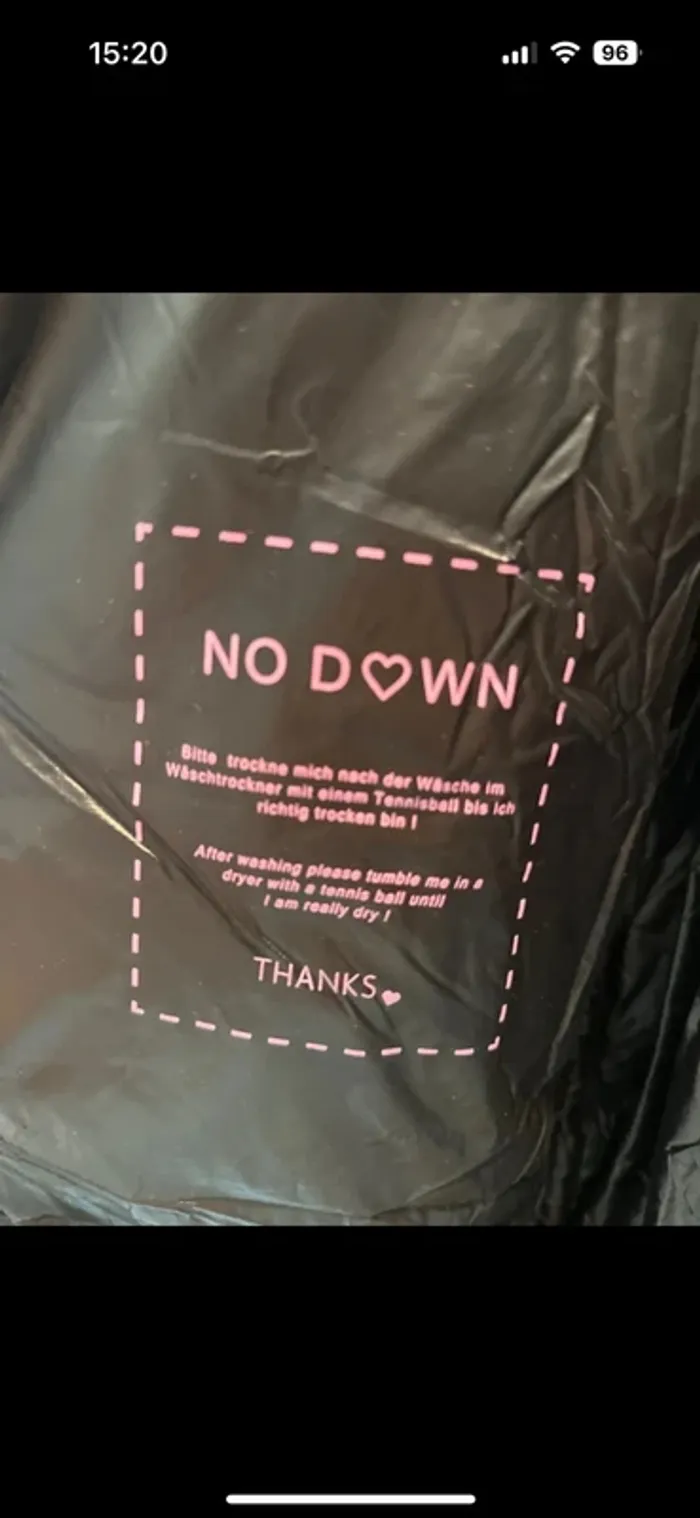 15:20
96
NO D♡WN
Bitte trockne mich nach der Wäsche im
Wäschtrockner mit einem Tennisball bis ich
richtig trocken bin !
After washing please tumble me in a
dryer with a tennis ball until
I am really dry !
THANKS♥